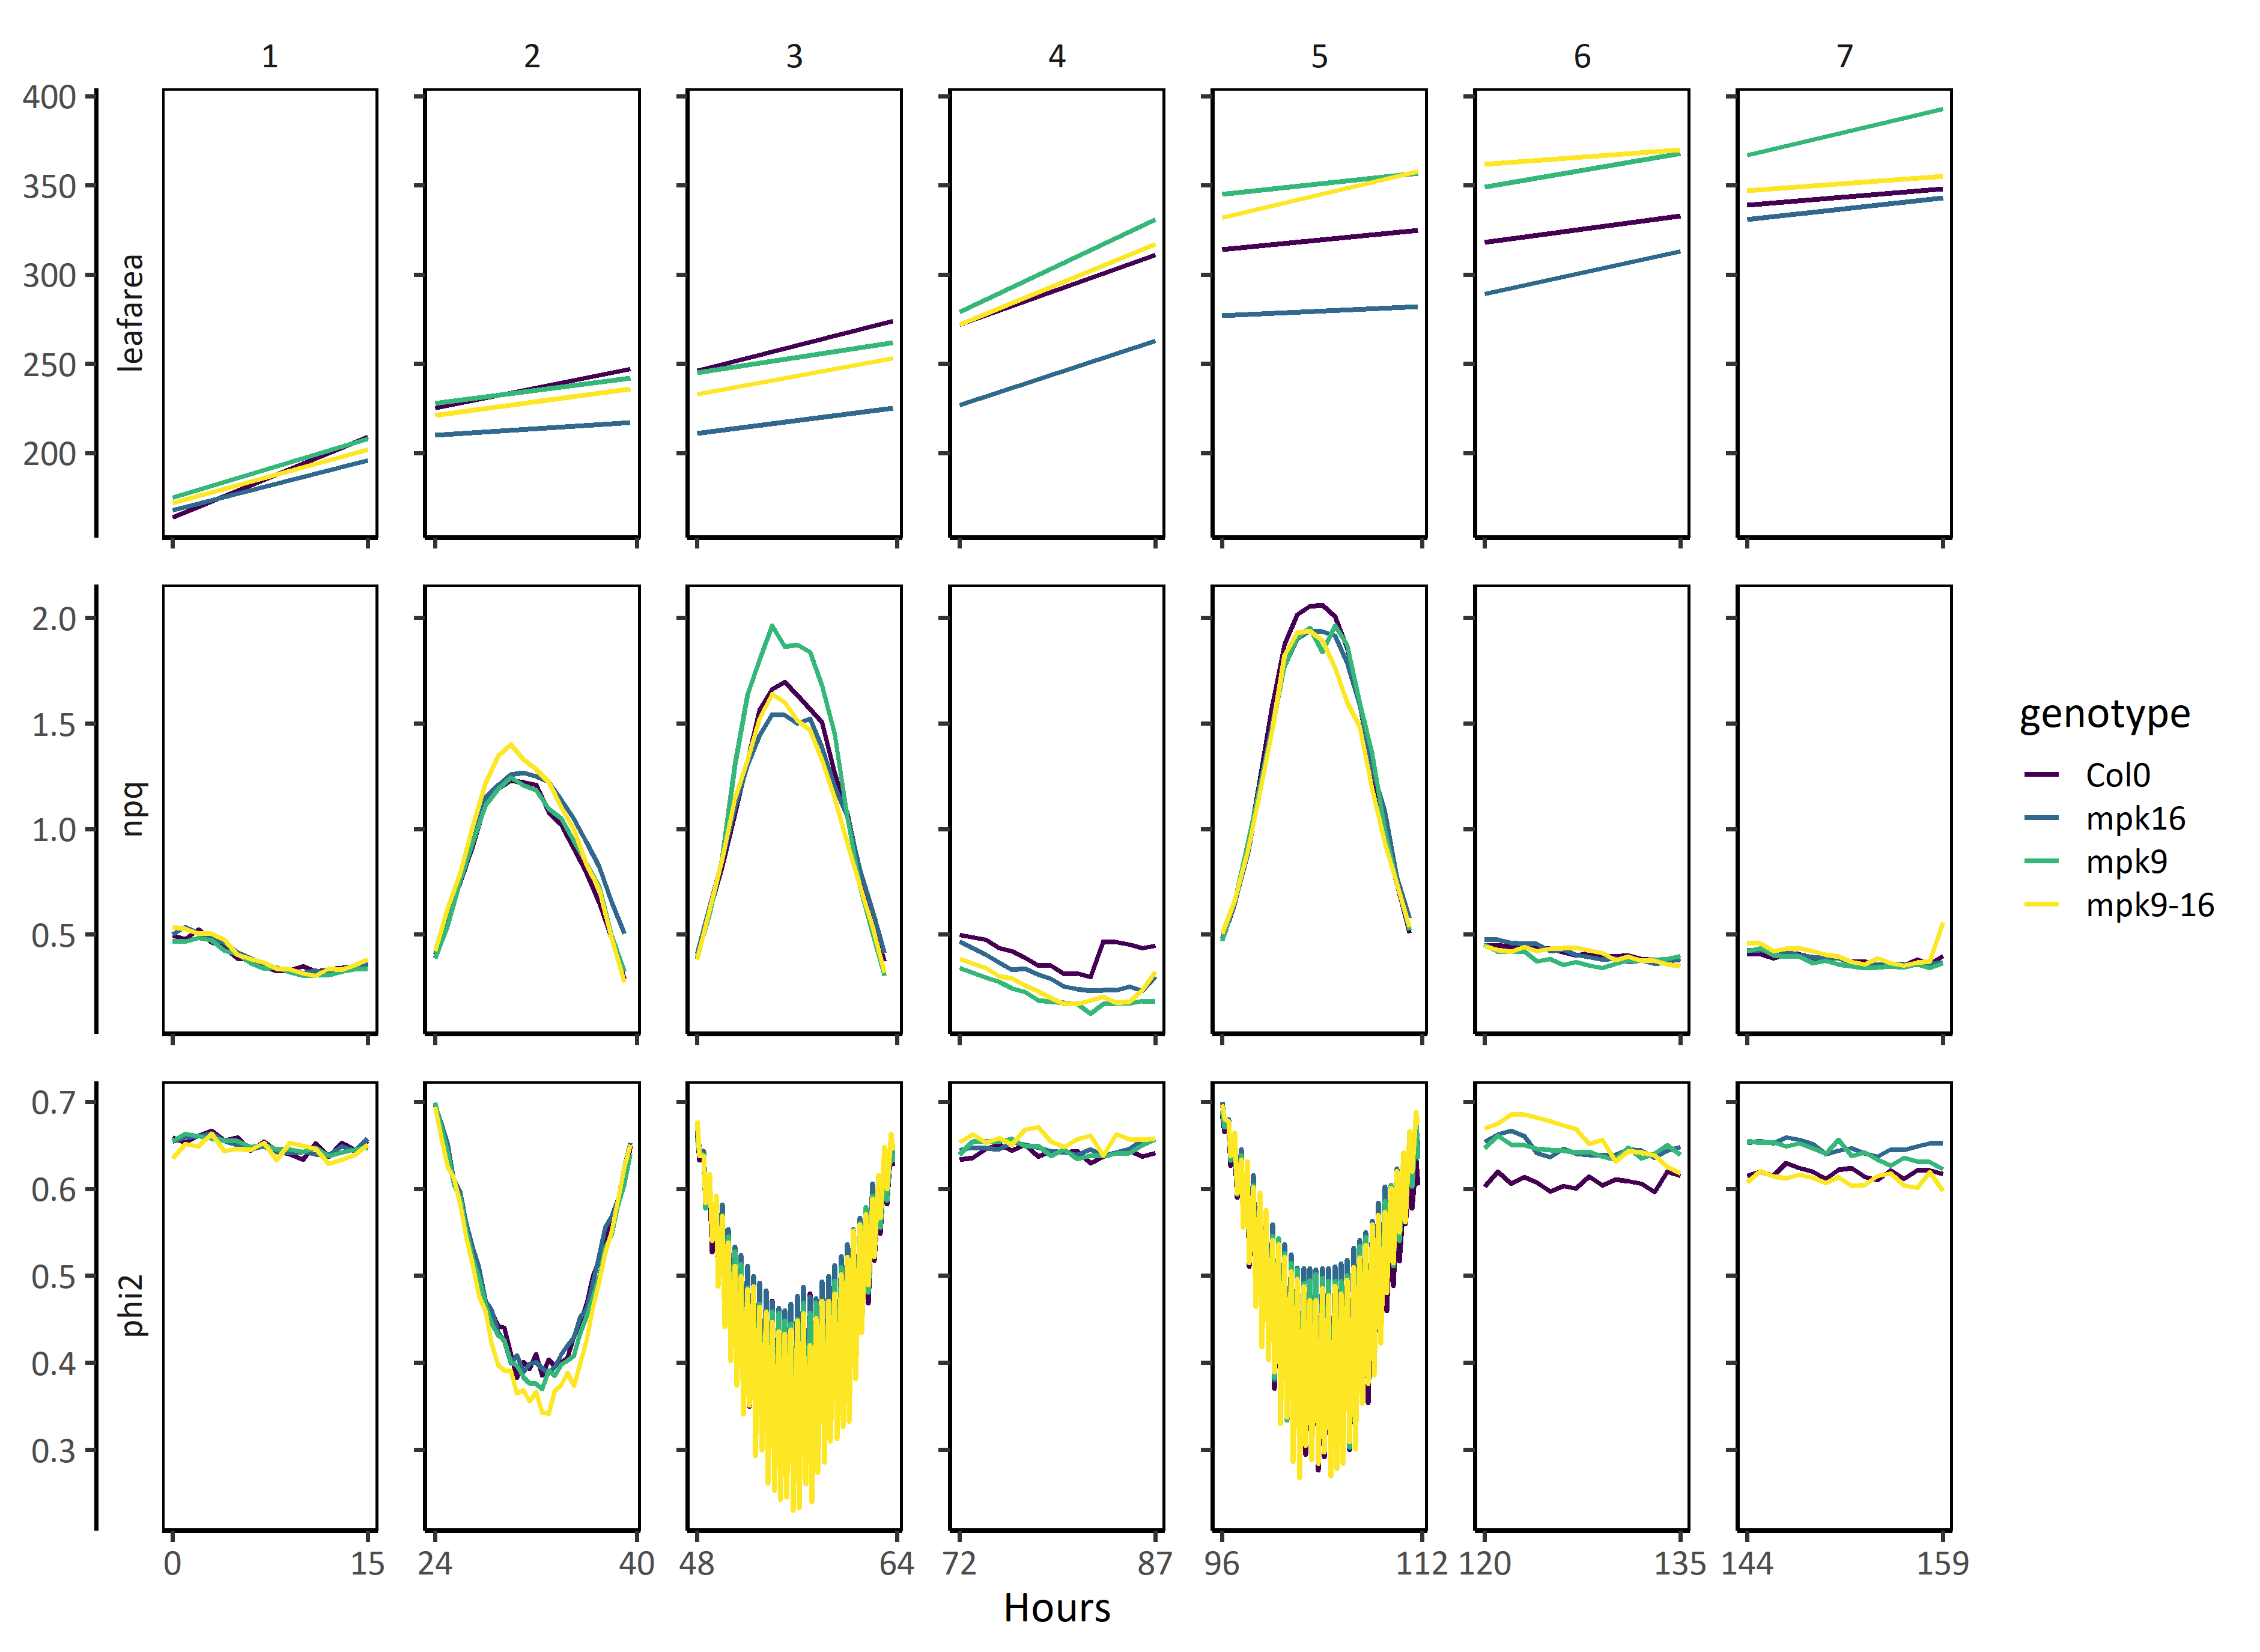 1 2 3 4 5 6 7
400
350
300
250
200
leafarea
2.0
1.5
1.0
0.5
npq
0.7
0.6
0.5
0.4
0.3
phi2
0 15 24 40 48 64 72 87 96 112 120 135 144 159
Hours
genotype
Col0
mpk16
mpk9
mpk9-16